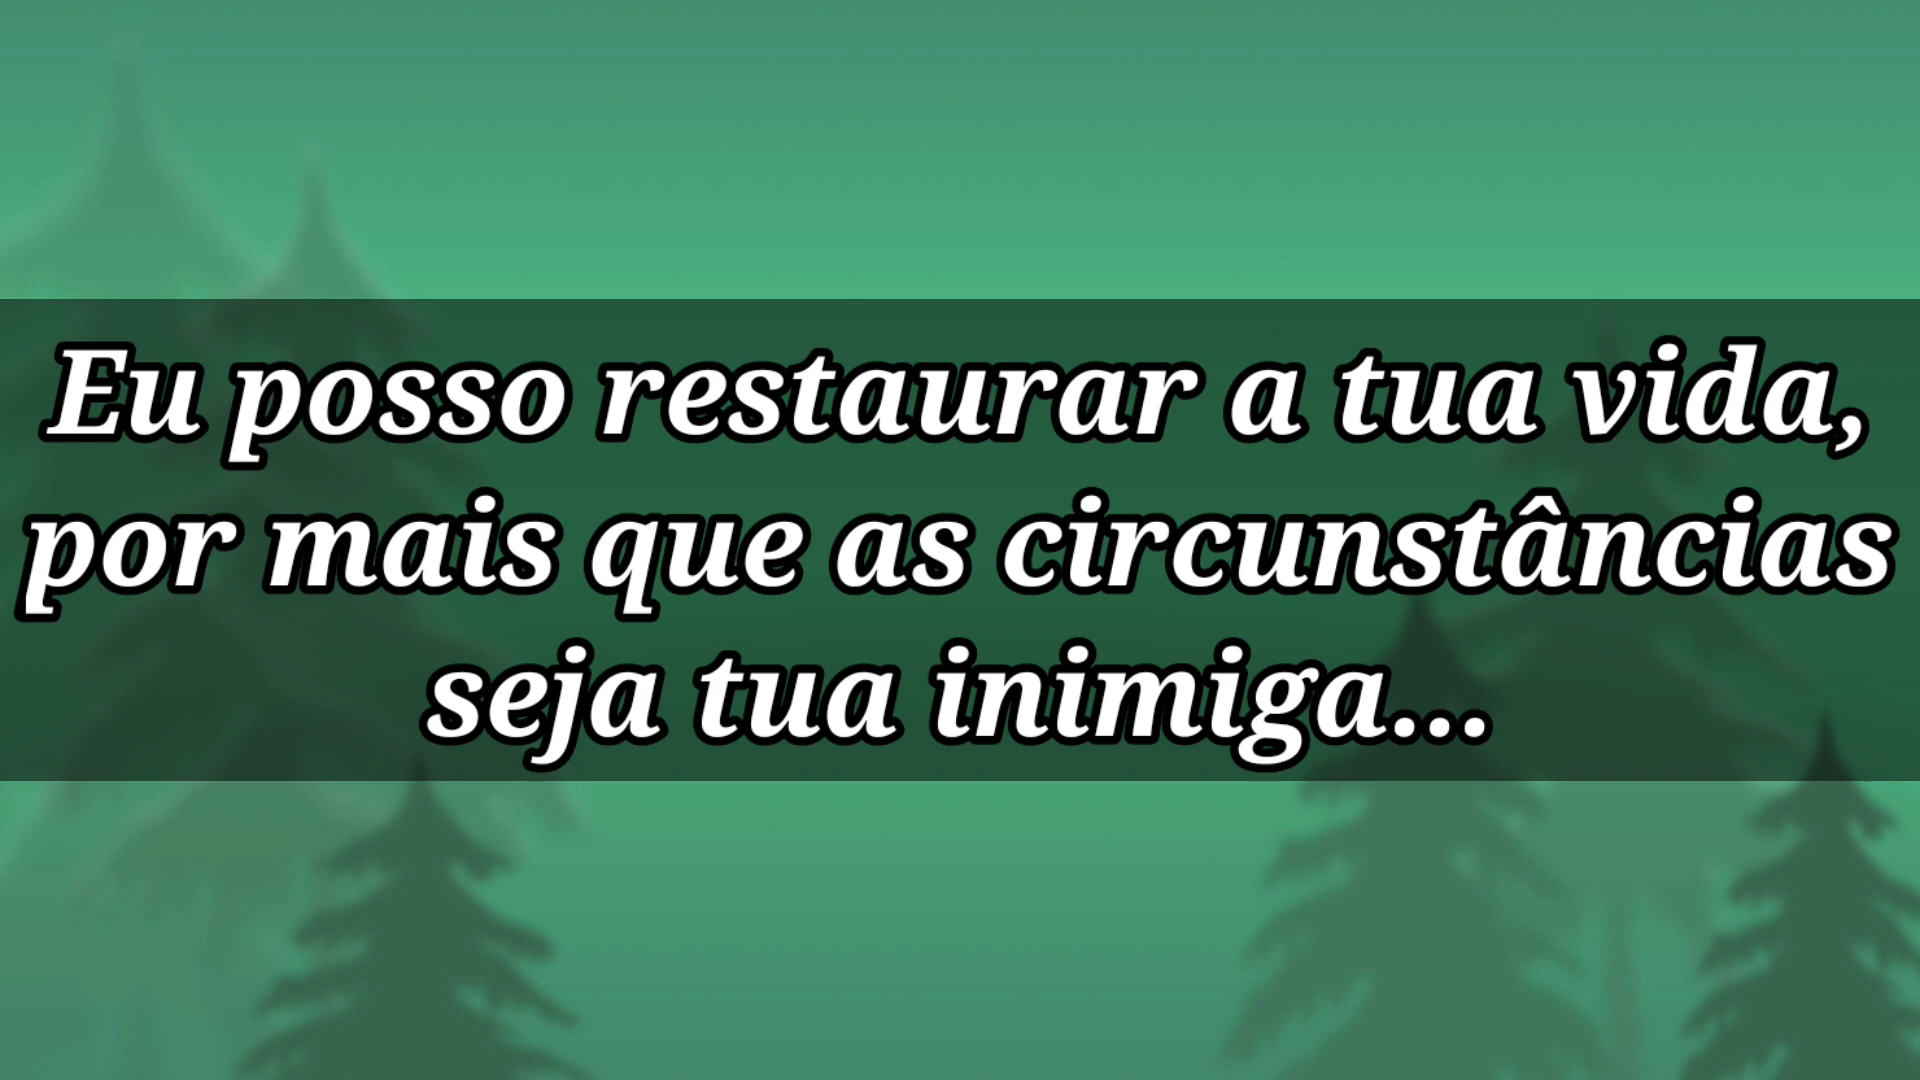 Eu posso restaurar a tua vida,
por mais que as circunstâncias
seja tua inimiga...